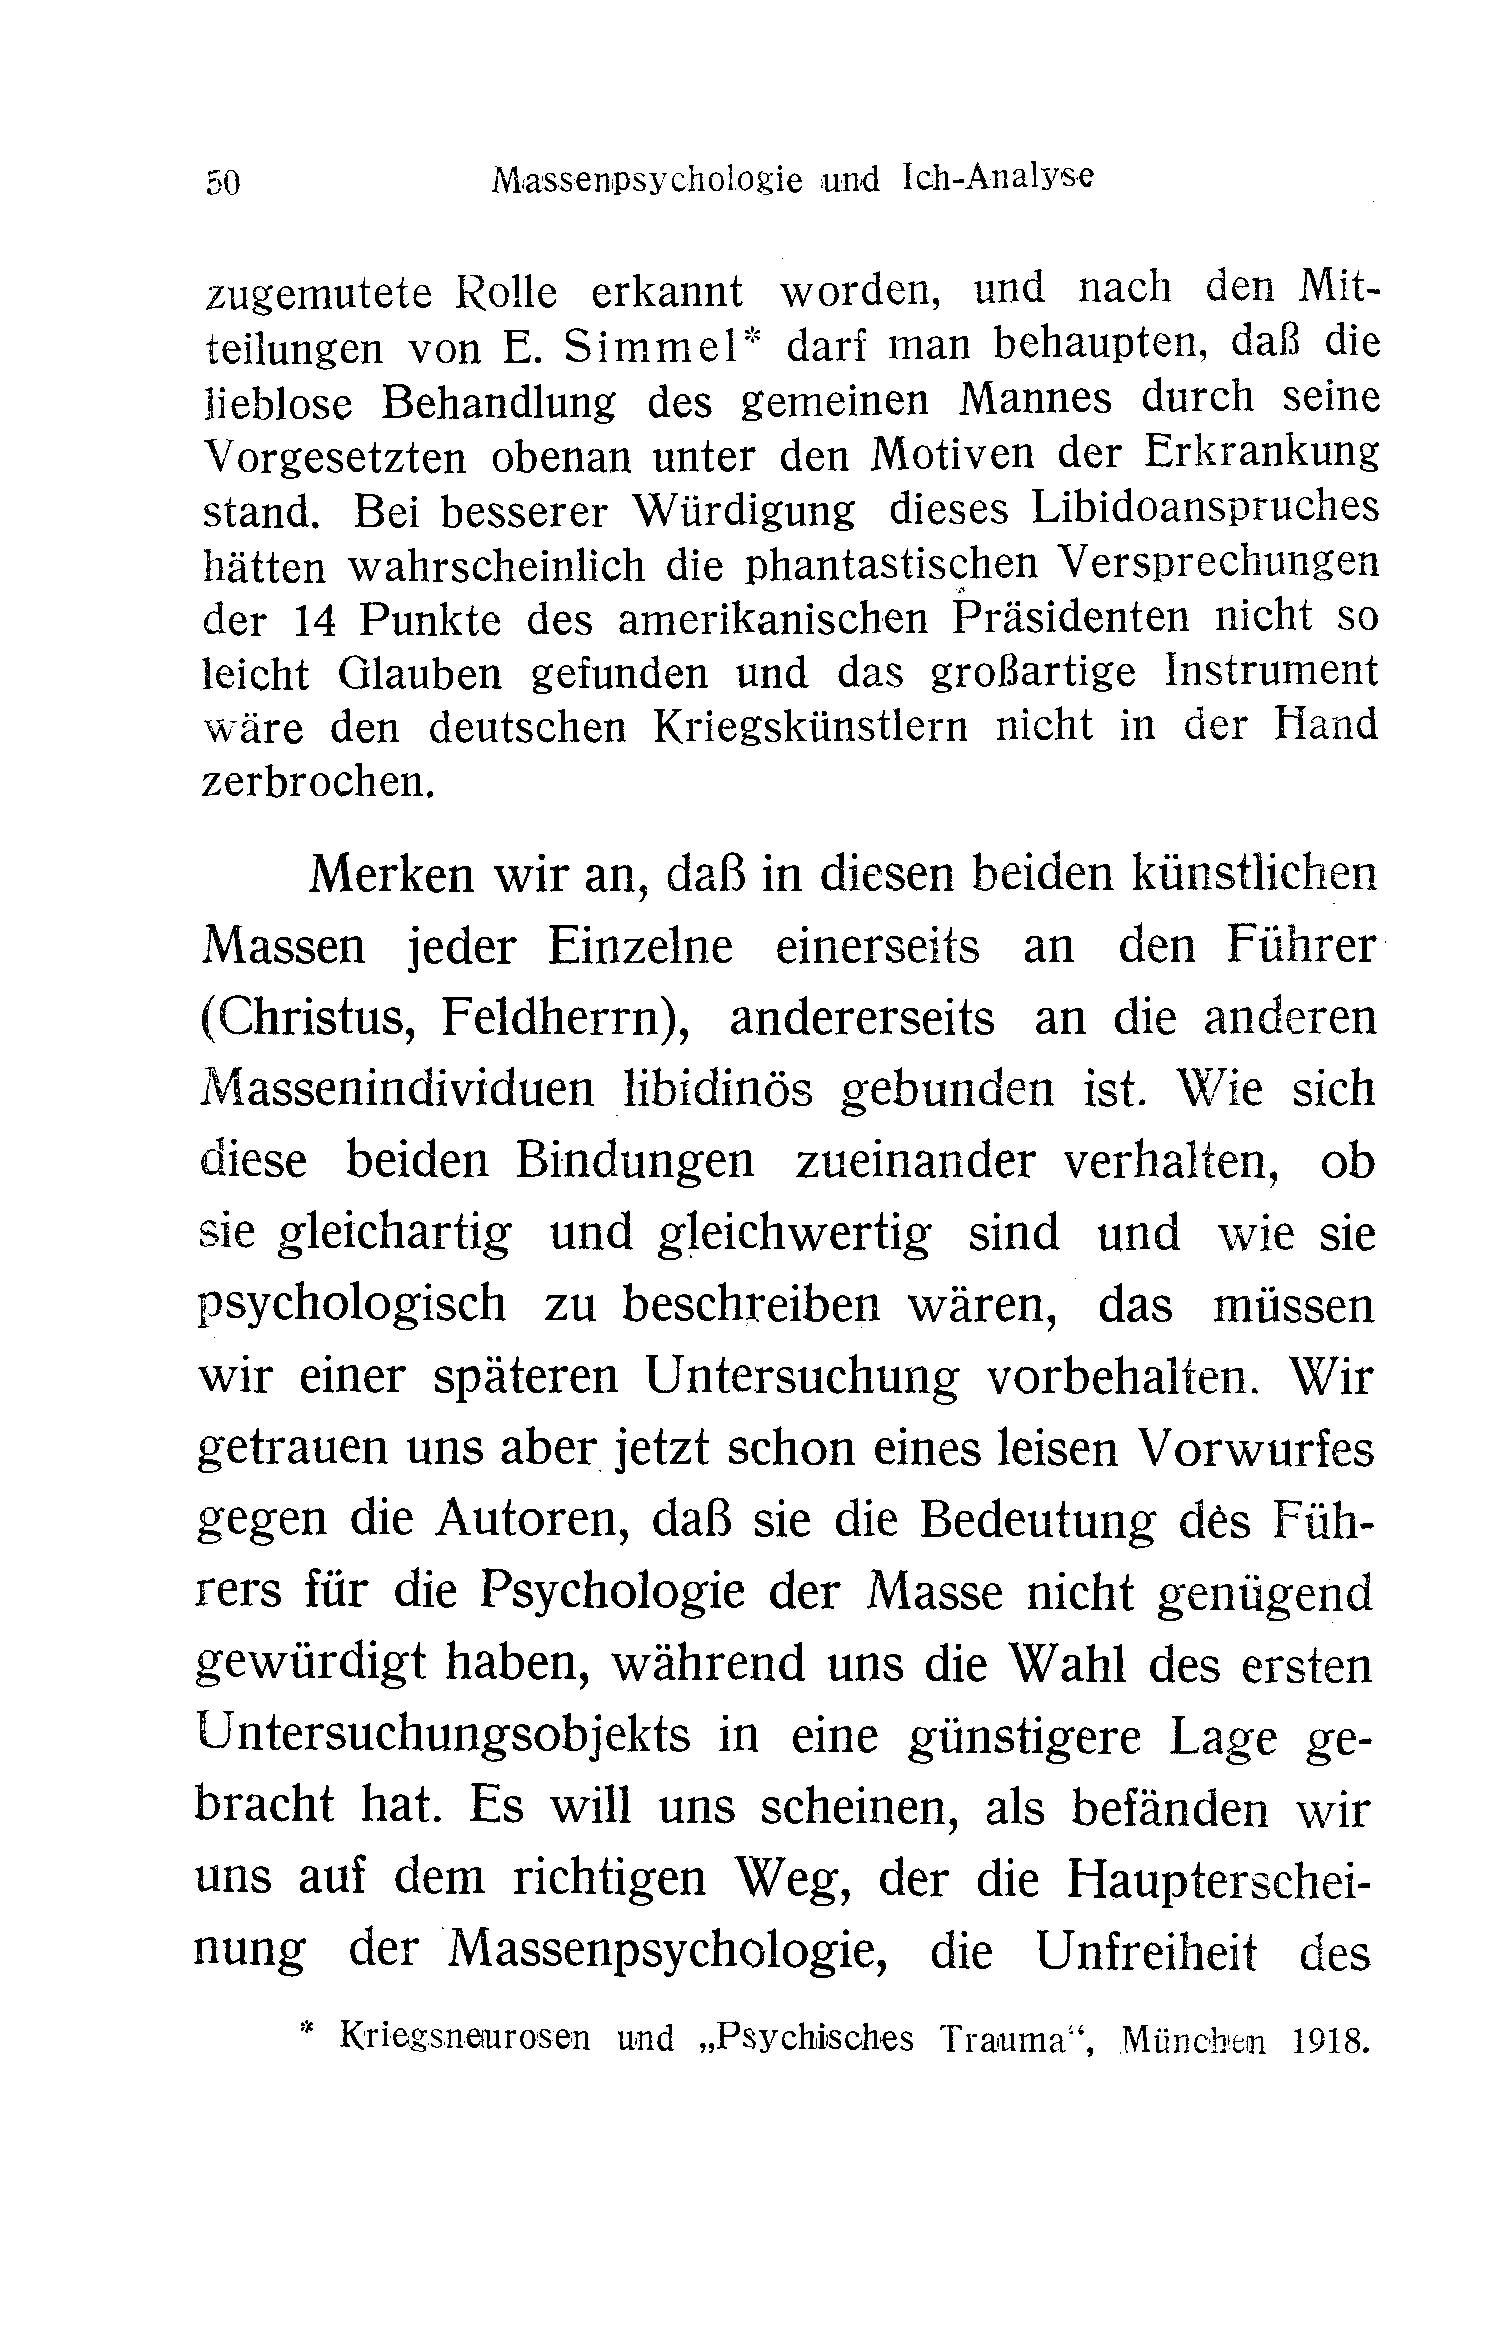 50 Massenpsychologie und Ich-Analyse
zugemutete Rolle erkannt worden, und nach den Mit-
teilungen von E. Simmel* darf man behaupten, daß die
lieblose Behandlung des gemeinen Mannes durch seine
Vorgesetzten obenan unter den Motiven der Erkrankung
stand. Bei besserer Würdigung dieses Libidoanspruches
hätten wahrscheinlich die phantastischen Versprechungen
der 14 Punkte des amerikanischen Präsidenten nicht so
leicht Glauben gefunden und das großartige Instrument
wäre den deutschen Kriegskünstlern nicht in der Hand
zerbrochen.
Merken wir an, daß in diesen beiden künstlichen
Massen jeder Einzelne einerseits an den Führer
(Christus, Feldherrn), andererseits an die anderen
Massenindividuen libidinös gebunden ist. Wie sich
diese beiden Bindungen zueinander verhalten, ob
sie gleichartig und gleichwertig sind und wie sie
psychologisch zu beschreiben wären, das müssen
wir einer späteren Untersuchung vorbehalten. Wir
getrauen uns aber jetzt schon eines leisen Vorwurfes
gegen die Autoren, daß sie die Bedeutung des Füh-
rers für die Psychologie der Masse nicht genügend
gewürdigt haben, während uns die Wahl des ersten
Untersuchungsobjekts in eine günstigere Lage ge-
bracht hat. Es will uns scheinen, als befänden wir
uns auf dem richtigen Weg, der die Haupterschei-
nung der Massenpsychologie, die Unfreiheit des
* Kriegsneurosen und „Psychisches Trauma“, München 1918.